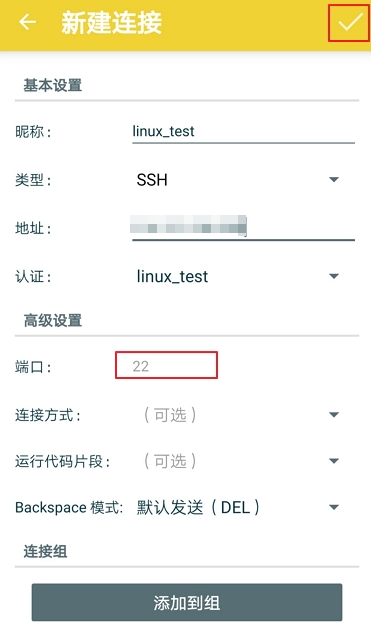 新建连接
基本设置
昵称： linux_test
类型： SSH
地址：
认证： linux_test
高级设置
端口： 22
连接方式： （可选）
运行代码片段： （可选）
Backspace 模式: 默认发送（DEL）
连接组
添加到组